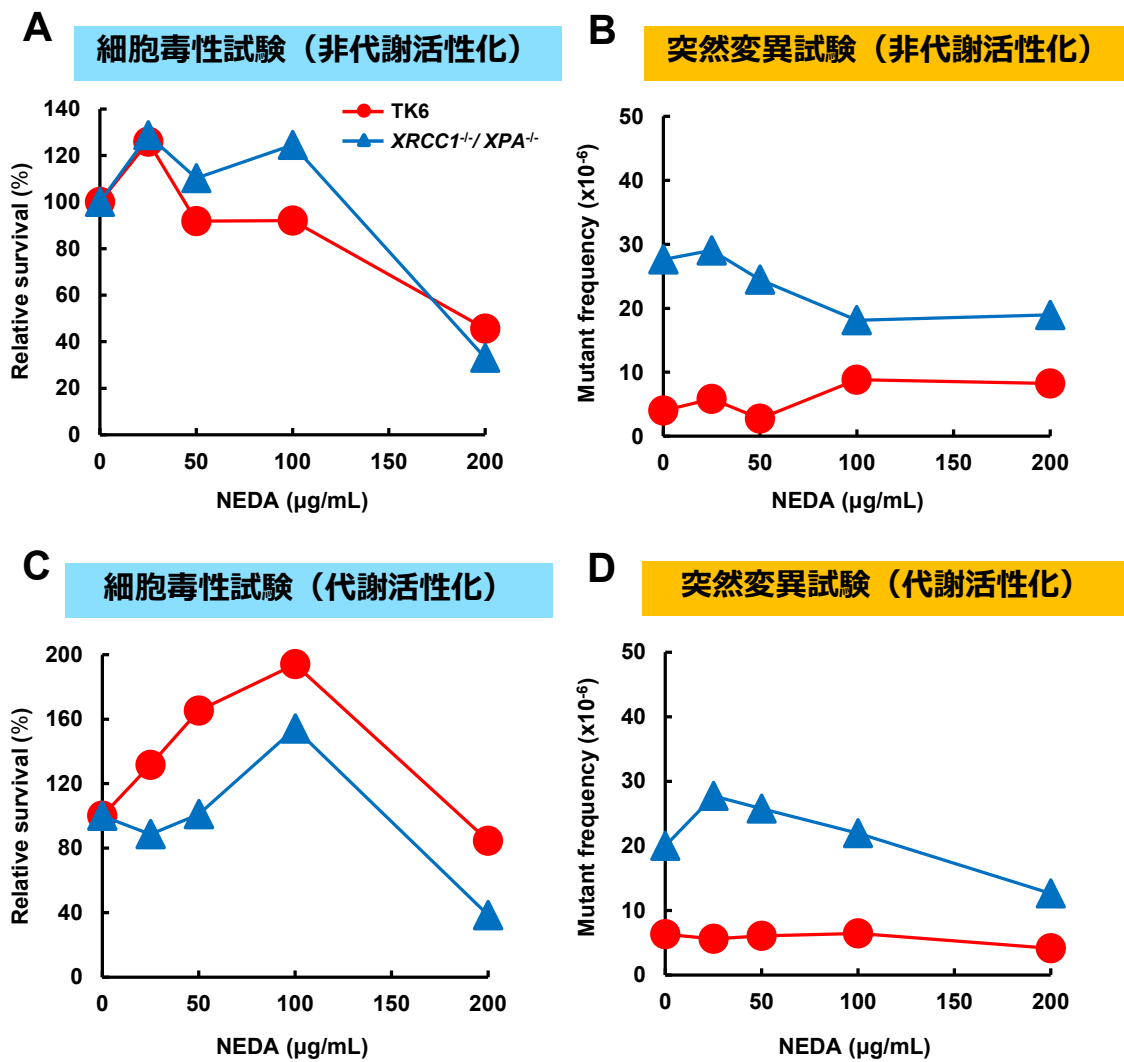 A
細胞毒性試験（非代謝活性化）
140
120
100
80
60
40
20
0
Relative survival (%)
TK6
XRCC1-/-/ XPA-/-
0 50 100 150 200
NEDA (µg/mL)
B
突然変異試験（非代謝活性化）
50
40
30
20
10
0
Mutant frequency (x10-6)
0 50 100 150 200
NEDA (µg/mL)
C
細胞毒性試験（代謝活性化）
200
160
120
80
40
0
Relative survival (%)
0 50 100 150 200
NEDA (µg/mL)
D
突然変異試験（代謝活性化）
50
40
30
20
10
0
Mutant frequency (x10-6)
0 50 100 150 200
NEDA (µg/mL)